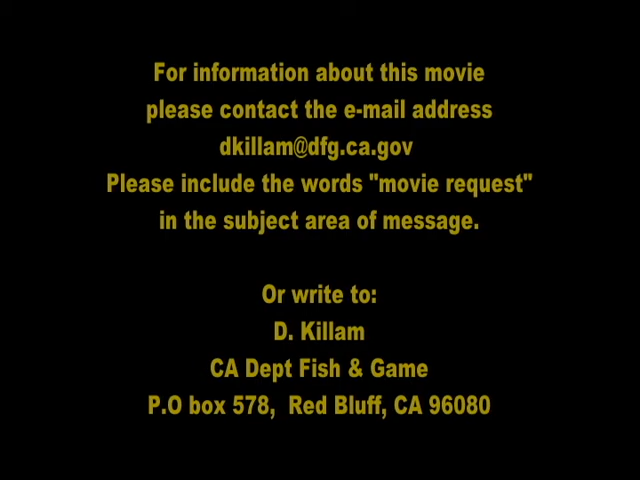 For information about this movie
please contact the e-mail address
dkillam@dfg.ca.gov
Please include the words "movie request"
in the subject area of message.
Or write to:
D. Killam
CA Dept Fish & Game
P.O box 578,  Red Bluff, CA 96080